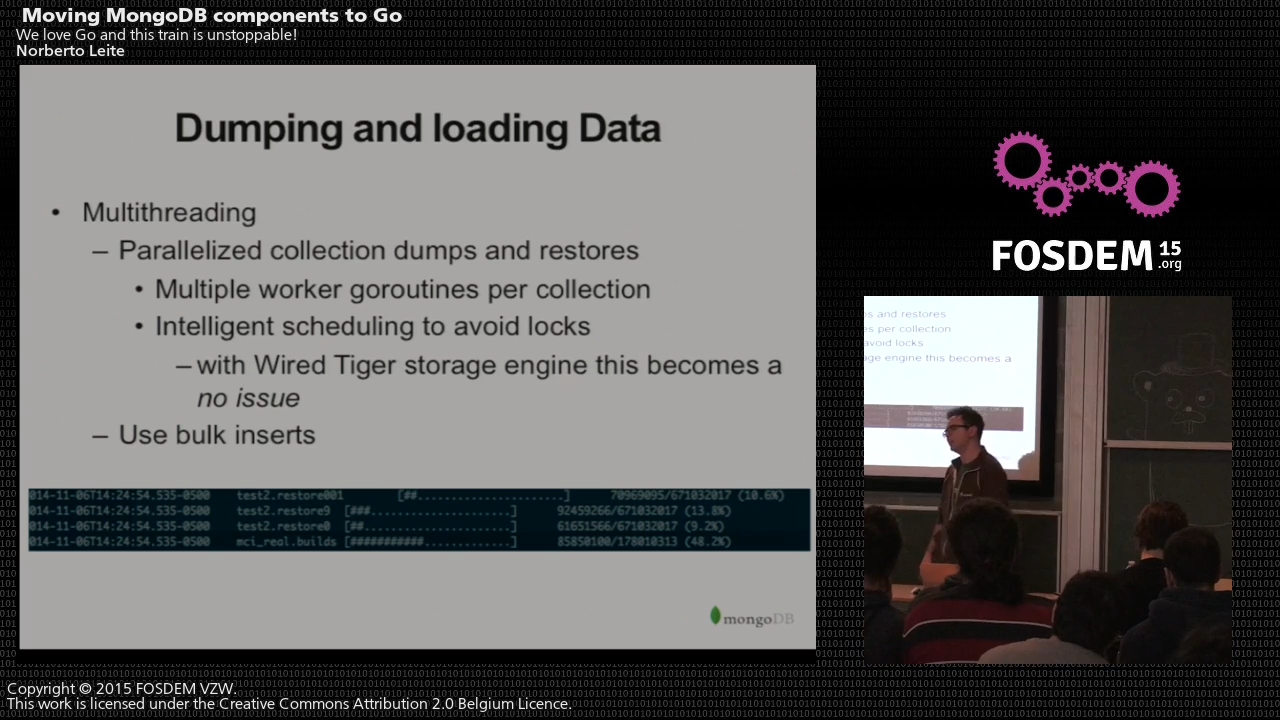 Moving MongoDB components to Go
We love Go and this train is unstoppable!
Norberto Leite
Dumping and loading Data
• Multithreading
– Parallelized collection dumps and restores
• Multiple worker goroutines per collection
• Intelligent scheduling to avoid locks
– with Wired Tiger storage engine this becomes a
no issue
– Use bulk inserts
014-11-06T14:24:54.535-0500 test2.restore001 [##......................] 70969095/671032017 (10.6%)
014-11-06T14:24:54.535-0500 test2.restore9 [###.....................] 92459266/671032017 (13.8%)
014-11-06T14:24:54.535-0500 test2.restore0 [##......................] 61651566/671032017 (9.2%)
014-11-06T14:24:54.535-0500 mci_real.builds [###########.............] 85850100/178010313 (48.2%)
mongoDB
FOSDEM 15
.org
s and restores
s per collection
avoid locks
age engine this becomes a
Copyright © 2015 FOSDEM VZW.
This work is licensed under the Creative Commons Attribution 2.0 Belgium Licence.